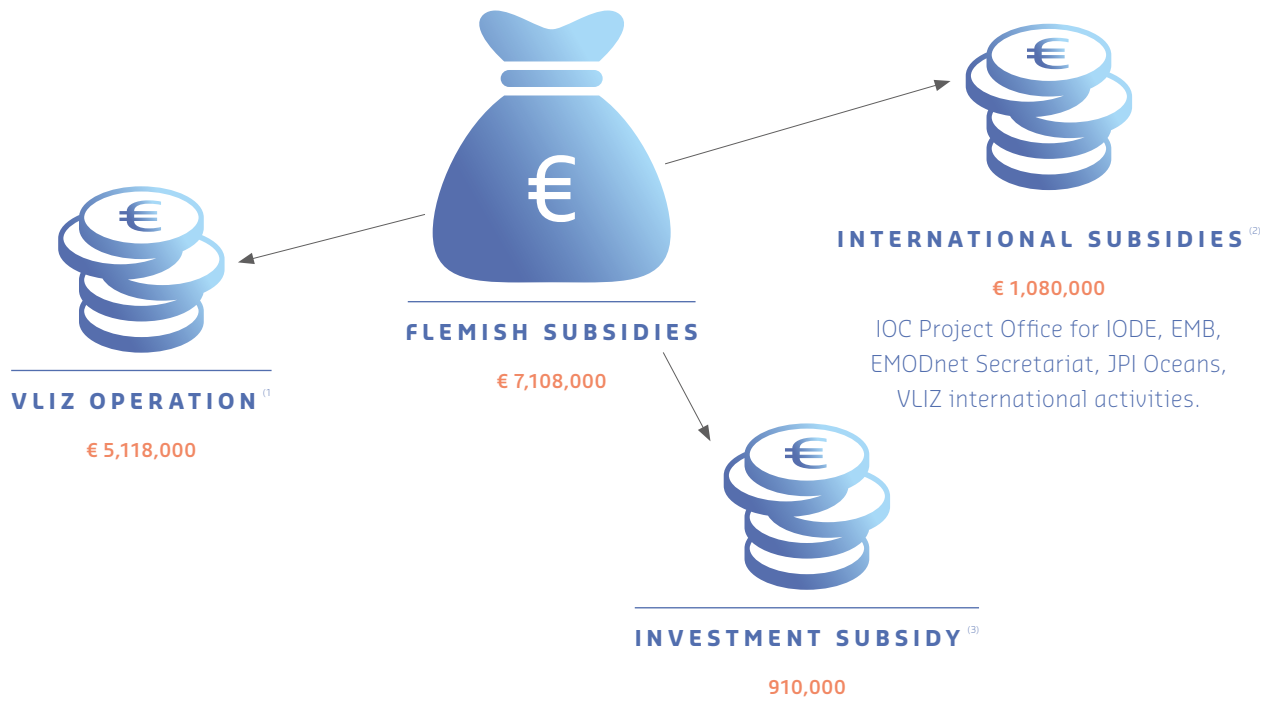 €
€
€
INTERNATIONAL SUBSIDIES (2)
€ 1,080,000
IOC Project Office for IODE, EMB,
EMODnet Secretariat, JPI Oceans,
VLIZ international activities.
FLEMISH SUBSIDIES
€ 7,108,000
VLIZ OPERATION (1
€ 5,118,000
€
INVESTMENT SUBSIDY (3)
910,000